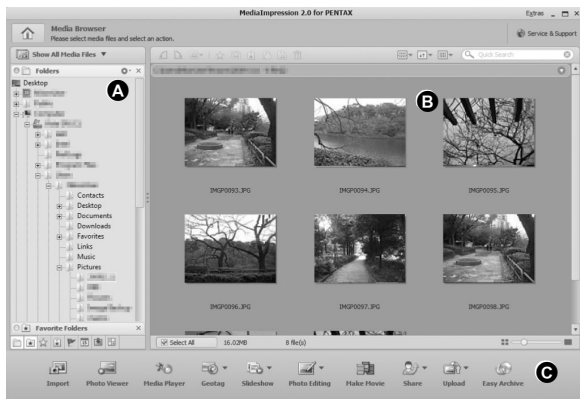 MediaImpression 2.0 for PENTAX
Extras
Media Browser
Please select media files and select an action.
Service & Support
Show All Media Files
Quick Search
Folders
Desktop
A
B
Contacts
Desktop
Documents
Downloads
Favorites
Links
Music
Pictures
IMGP0093.JPG
IMGP0094.JPG
IMGP0095.JPG
IMGP0096.JPG
IMGP0097.JPG
IMGP0098.JPG
Favorite Folders
Select All 16.02MB 8 file(s)
Import Photo Viewer Media Player Geotag Slideshow Photo Editing Make Movie Share Upload Easy Archive
C